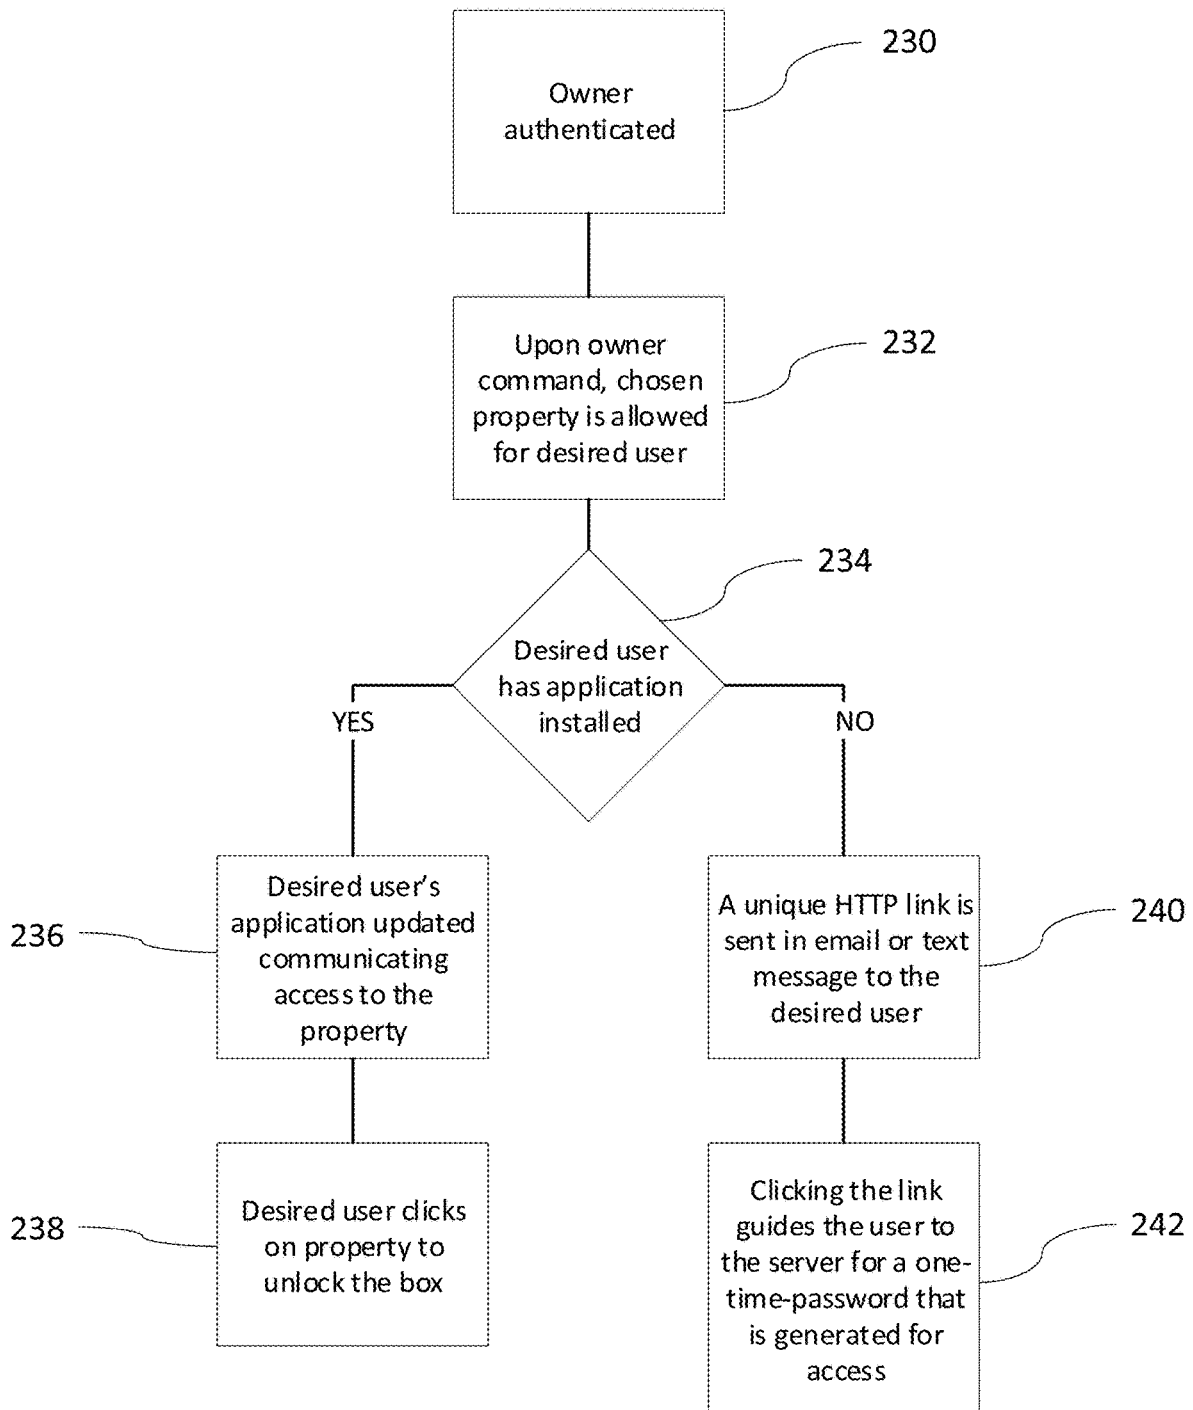 230
Owner
authenticated
232
Upon owner
command, chosen
property is allowed
for desired user
234
Desired user
has application
installed
YES
NO
236
Desired user's
application updated
communicating
access to the
property
240
A unique HTTP link is
sent in email or text
message to the
desired user
238
Desired user clicks
on property to
unlock the box
242
Clicking the link
guides the user to
the server for a one-
time-password that
is generated for
access